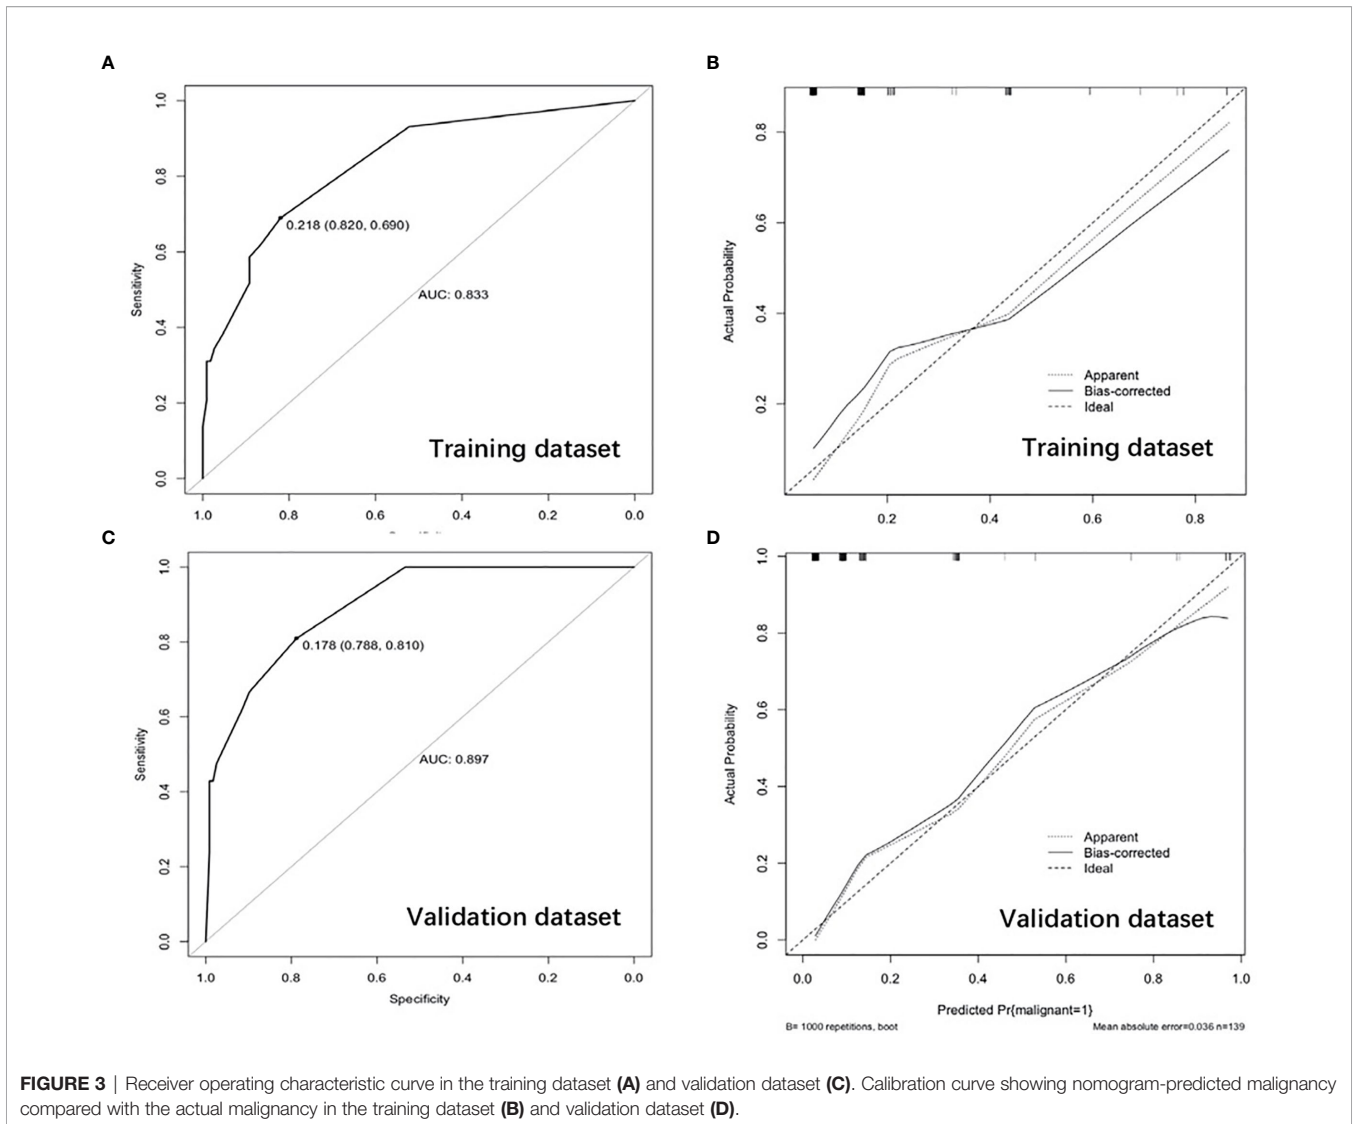 A
1.0
0.8
0.6
0.4
0.2
0.0
Sensitivity
0.218 (0.820, 0.690)
AUC: 0.833
Training dataset
1.0 0.8 0.6 0.4 0.2 0.0
B
0.8
0.6
0.4
0.2
Actual Probability
Apparent
Bias-corrected
Ideal
Training dataset
0.2 0.4 0.6 0.8
C
1.0
0.8
0.6
0.4
0.2
0.0
Sensitivity
0.178 (0.788, 0.810)
AUC: 0.897
Validation dataset
1.0 0.8 0.6 0.4 0.2 0.0
Specificity
D
1.0
0.8
0.6
0.4
0.2
0.0
Actual Probability
Apparent
Bias-corrected
Ideal
Validation dataset
0.0 0.2 0.4 0.6 0.8 1.0
Predicted Pr{malignant=1}
B= 1000 repetitions, boot
Mean absolute error=0.036 n=139
FIGURE 3 | Receiver operating characteristic curve in the training dataset (A) and validation dataset (C). Calibration curve showing nomogram-predicted malignancy
compared with the actual malignancy in the training dataset (B) and validation dataset (D).